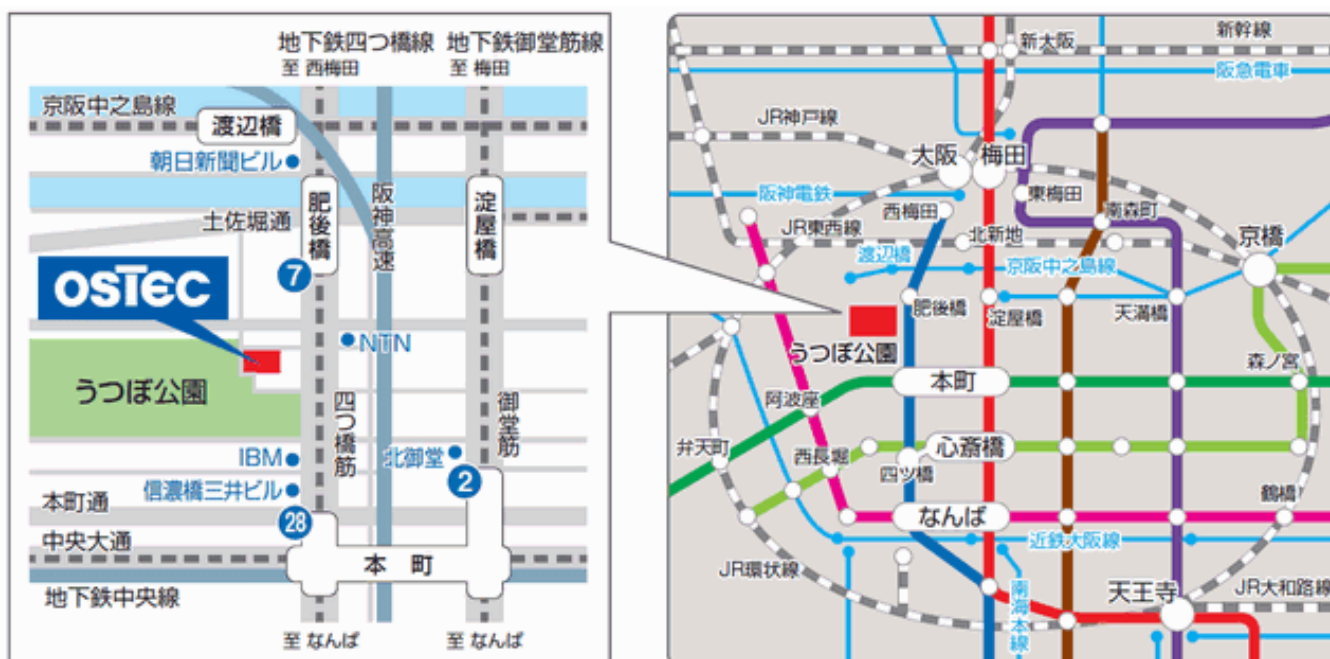 地下鉄四つ橋線
至 西梅田
地下鉄御堂筋線
至 梅田
京阪中之島線
渡辺橋
朝日新聞ビル
肥後橋
阪神高速
淀屋橋
土佐堀通
7
OSTEC
NTN
うつぼ公園
四つ橋筋
御堂筋
IBM
北御堂
2
信濃橋三井ビル
本町通
28
中央大通
本 町
地下鉄中央線
至 なんば
至 なんば
新大阪
新幹線
阪急電車
JR神戸線
大阪
梅田
阪神電鉄
東梅田
西梅田
南森町
JR東西線
北新地
京橋
渡辺橋
京阪中之島線
肥後橋
淀屋橋
天満橋
うつぼ公園
森ノ宮
本町
阿波座
弁天町
心斎橋
西長堀
四ツ橋
鶴橋
なんば
近鉄大阪線
JR環状線
南海本線
天王寺
JR大和路線